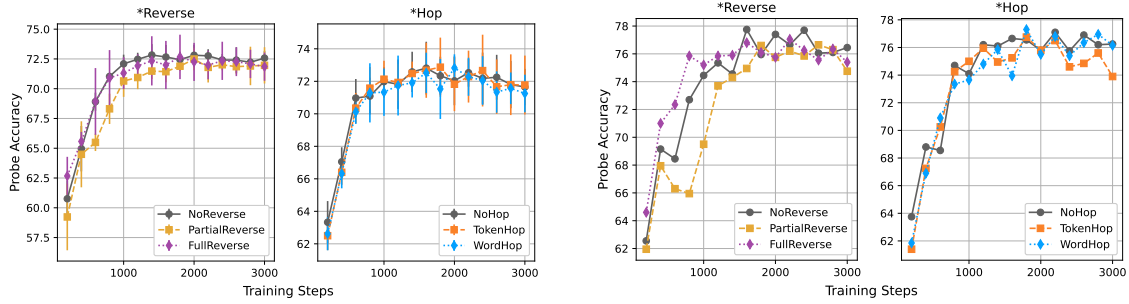 *Reverse
75.0
72.5
70.0
67.5
65.0
62.5
60.0
57.5
Probe Accuracy
NoReverse
PartialReverse
FullReverse
1000
2000
3000
*Hop
74
72
70
68
66
64
62
NoHop
TokenHop
WordHop
1000
2000
3000
Training Steps
*Reverse
78
76
74
72
70
68
66
64
62
Probe Accuracy
NoReverse
PartialReverse
FullReverse
1000
2000
3000
*Hop
78
76
74
72
70
68
66
64
62
NoHop
TokenHop
WordHop
1000
2000
3000
Training Steps